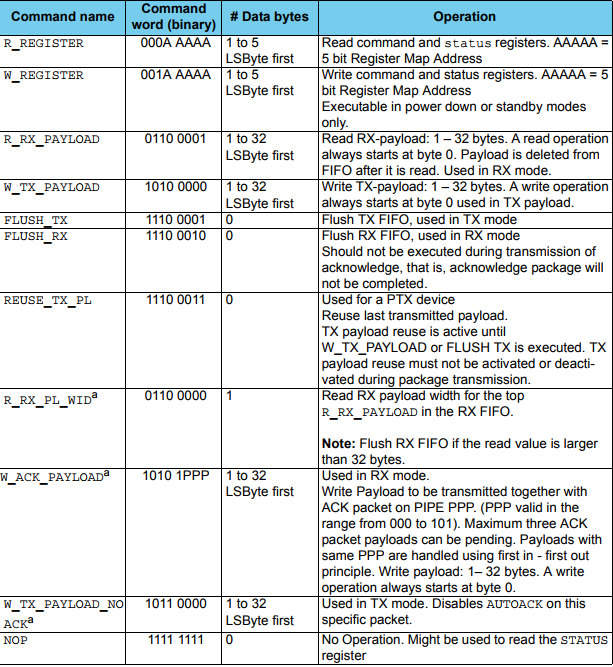 Command name Command word (binary) # Data bytes Operation
R_REGISTER 000A AAAA 1 to 5 Read command and status registers. AAAAA =
LSByte first 5 bit Register Map Address
W_REGISTER 001A AAAA 1 to 5 Write command and status registers. AAAAA = 5
LSByte first bit Register Map Address
Executable in power down or standby modes
only.
R_RX_PAYLOAD 0110 0001 1 to 32 Read RX-payload: 1 – 32 bytes. A read operation
LSByte first always starts at byte 0. Payload is deleted from
FIFO after it is read. Used in RX mode.
W_TX_PAYLOAD 1010 0000 1 to 32 Write TX-payload: 1 – 32 bytes. A write operation
LSByte first always starts at byte 0 used in TX payload.
FLUSH_TX 1110 0001 0 Flush TX FIFO, used in TX mode
FLUSH_RX 1110 0010 0 Flush RX FIFO, used in RX mode
Should not be executed during transmission of
acknowledge, that is, acknowledge package will
not be completed.
REUSE_TX_PL 1110 0011 0 Used for a PTX device
Reuse last transmitted payload.
TX payload reuse is active until
W_TX_PAYLOAD or FLUSH TX is executed. TX
payload reuse must not be activated or deacti-
vated during package transmission.
R_RX_PL_WIDa 0110 0000 1 Read RX payload width for the top
R_RX_PAYLOAD in the RX FIFO.
Note: Flush RX FIFO if the read value is larger
than 32 bytes.
W_ACK_PAYLOADa 1010 1PPP 1 to 32 Used in RX mode.
LSByte first Write Payload to be transmitted together with
ACK packet on PIPE PPP. (PPP valid in the
range from 000 to 101). Maximum three ACK
packet payloads can be pending. Payloads with
same PPP are handled using first in - first out
principle. Write payload: 1– 32 bytes. A write
operation always starts at byte 0.
W_TX_PAYLOAD_NO 1011 0000 1 to 32 Used in TX mode. Disables AUTOACK on this
ACKa LSByte first specific packet.
NOP 1111 1111 0 No Operation. Might be used to read the STATUS
register